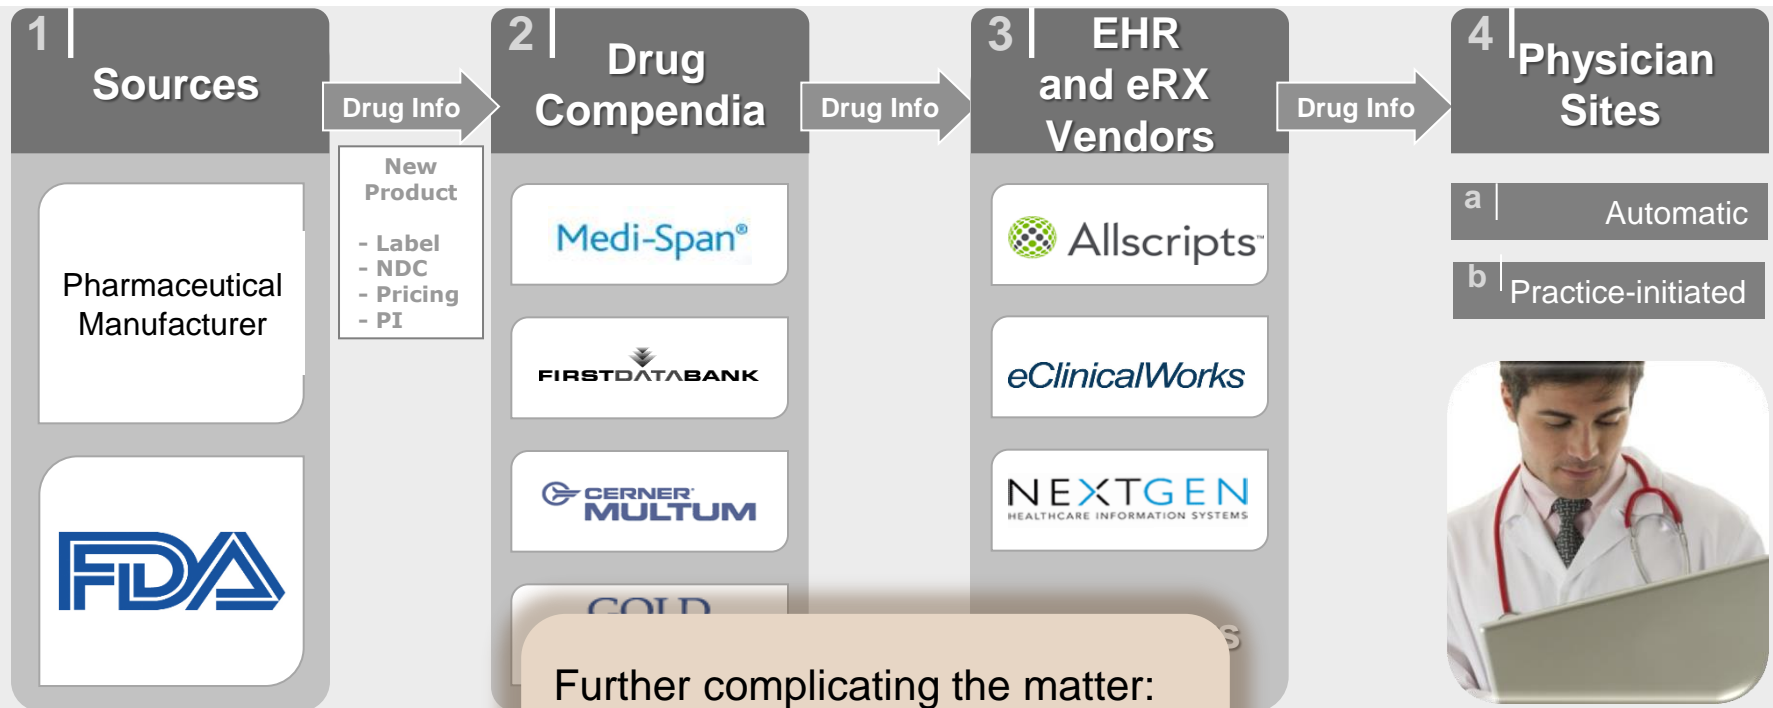 1
Sources
Pharmaceutical
Manufacturer
FDA
Drug Info
New
Product
- Label
- NDC
- Pricing
- PI
2
Drug
Compendia
Medi-Span®
FIRSTDATABANK
CERNER
MULTUM
GOLD
Drug Info
3
EHR
and eRX
Vendors
Allscripts™
eClinicalWorks
NEXTGEN
HEALTHCARE INFORMATION SYSTEMS
Drug Info
4
Physician
Sites
a
Automatic
b
Practice-initiated
Further complicating the matter: